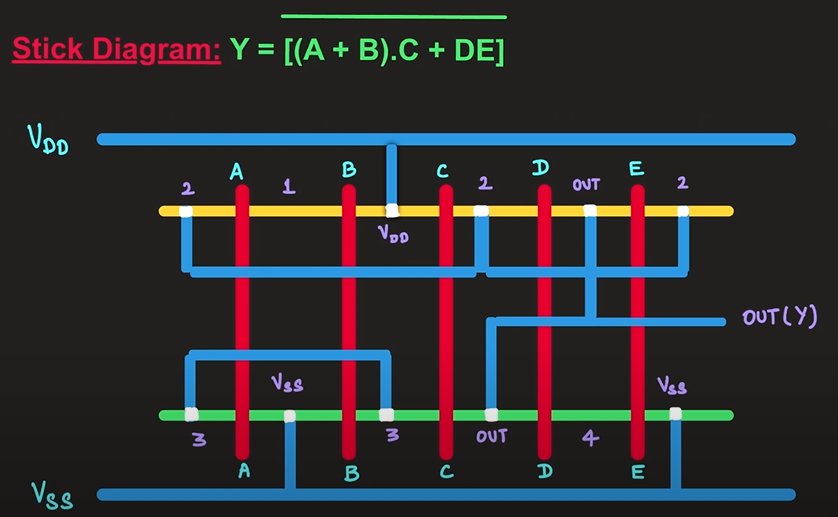 Stick Diagram: Y = [(A + B).C + DE]
VDD
A B C D E
2 1 2 OUT 2
VDD
OUT(Y)
VSS VSS
3 3 OUT 4
A B C D E
VSS